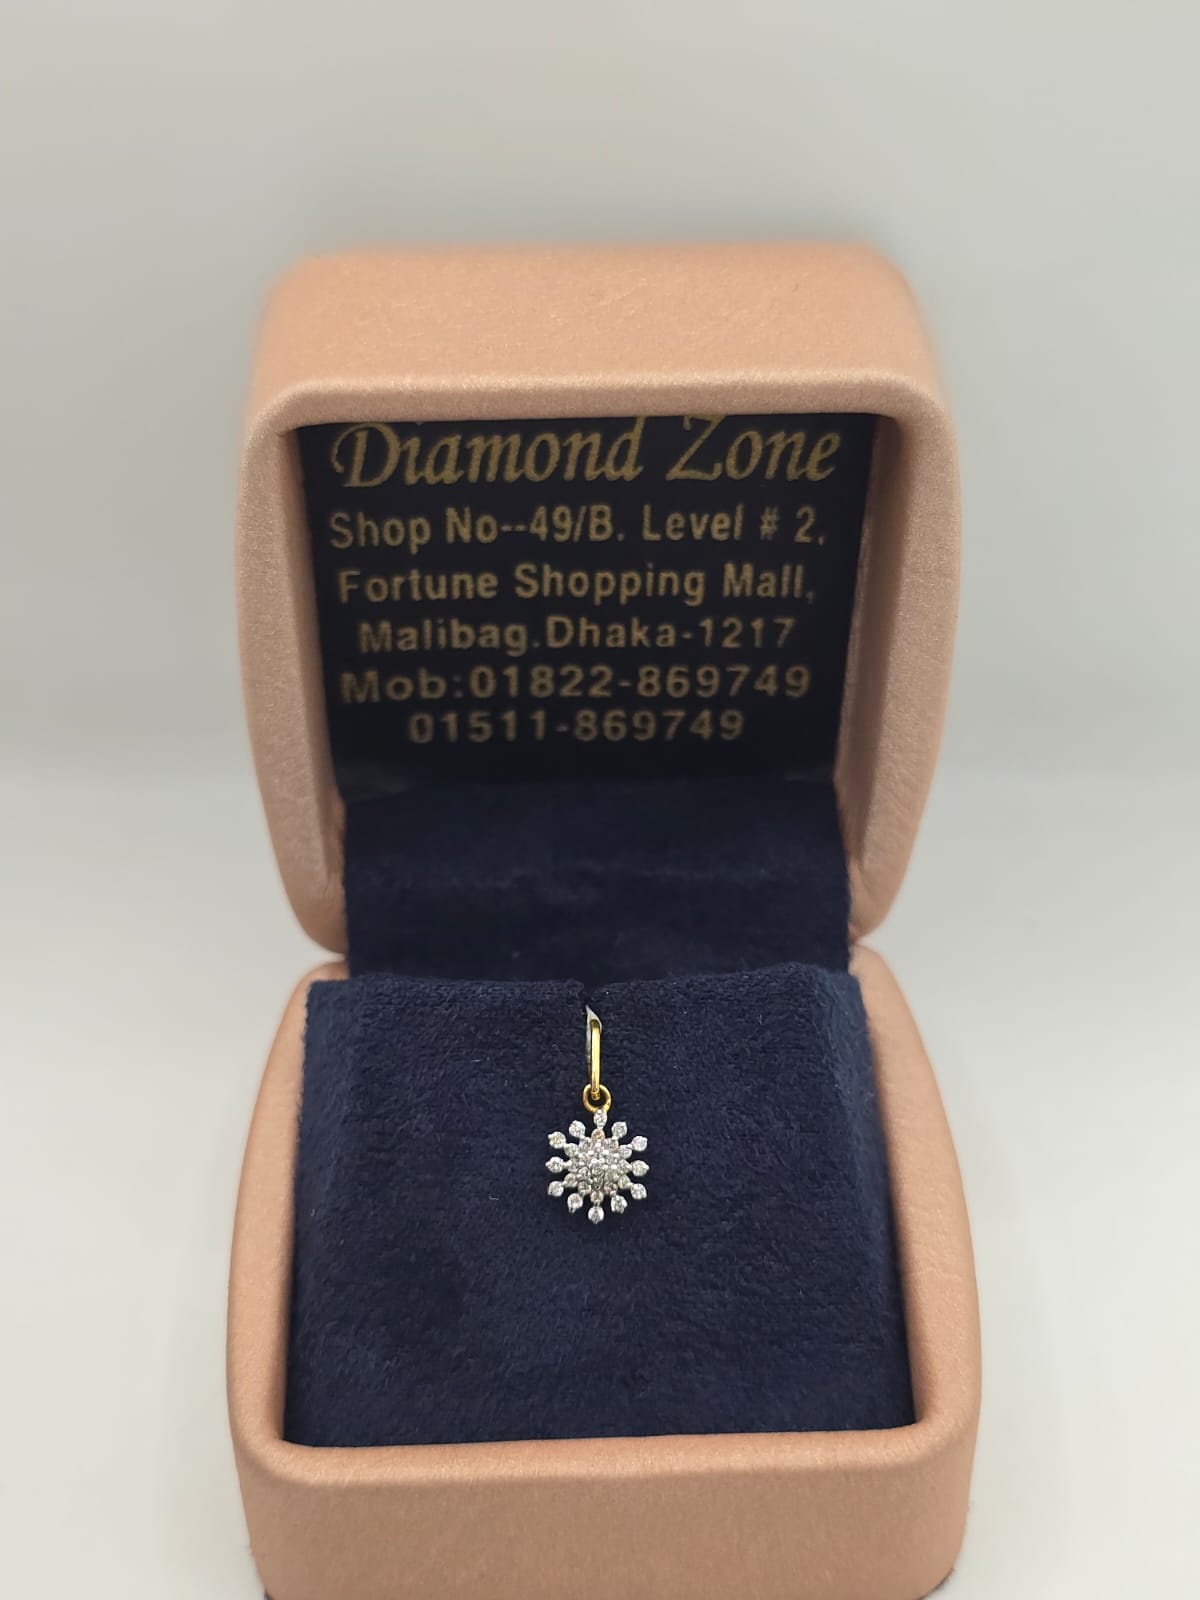 Diamond Zone
Shop No--49/B. Level # 2,
Fortune Shopping Mall,
Malibag.Dhaka-1217
Mob:01822-869749
01511-869749